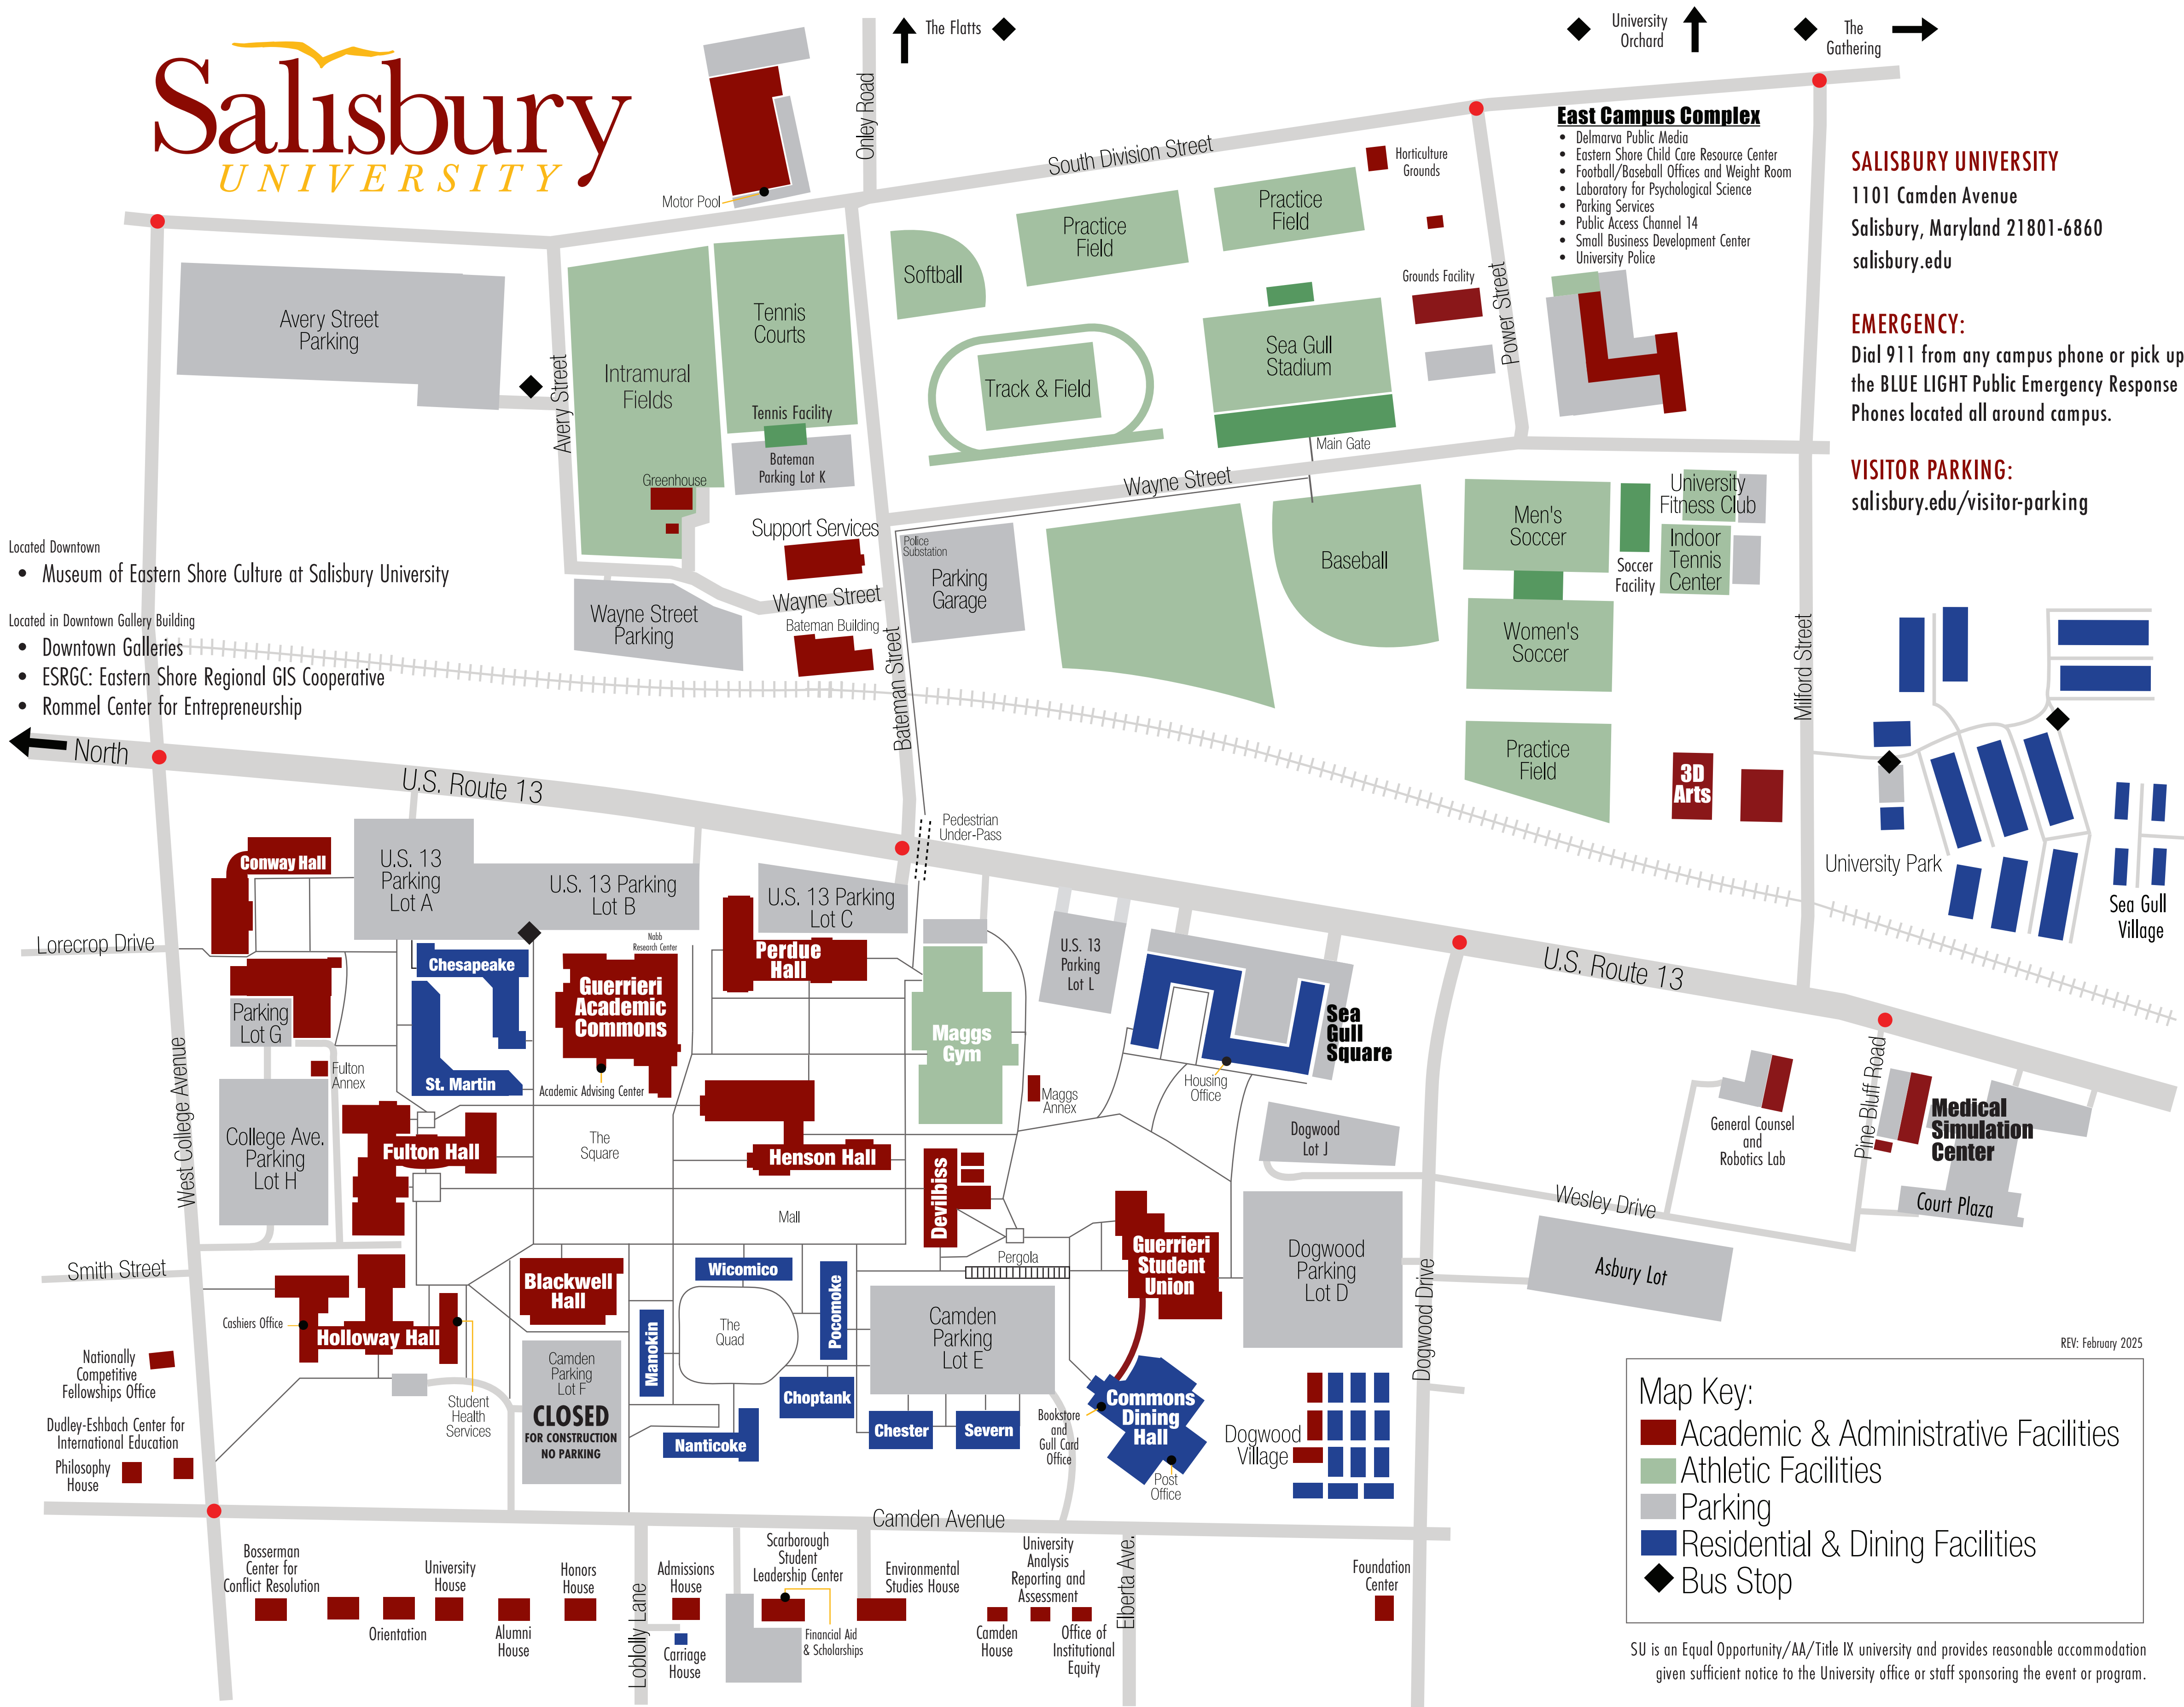 Salisbury
UNIVERSITY
The Flatts
University
Orchard
The
Gathering
Onley Road
South Division Street
Motor Pool
Horticulture
Grounds
East Campus Complex
• Delmarva Public Media
• Eastern Shore Child Care Resource Center
• Football/Baseball Offices and Weight Room
• Laboratory for Psychological Science
• Parking Services
• Public Access Channel 14
• Small Business Development Center
• University Police
SALISBURY UNIVERSITY
1101 Camden Avenue
Salisbury, Maryland 21801-6860
salisbury.edu
EMERGENCY:
Dial 911 from any campus phone or pick up
the BLUE LIGHT Public Emergency Response
Phones located all around campus.
VISITOR PARKING:
salisbury.edu/visitor-parking
Practice
Field
Practice
Field
Softball
Tennis
Courts
Avery Street
Parking
Avery Street
Intramural
Fields
Track & Field
Sea Gull
Stadium
Grounds Facility
Power Street
Tennis Facility
Bateman
Parking Lot K
Main Gate
Greenhouse
Wayne Street
Support Services
Police
Substation
Parking
Garage
Baseball
Men's
Soccer
University
Fitness Club
Soccer
Facility
Indoor
Tennis
Center
Located Downtown
• Museum of Eastern Shore Culture at Salisbury University
Located in Downtown Gallery Building
• Downtown Galleries
• ESRGC: Eastern Shore Regional GIS Cooperative
• Rommel Center for Entrepreneurship
Wayne Street
Parking
Wayne Street
Bateman Building
Bateman Street
Women's
Soccer
Milford Street
North
U.S. Route 13
Practice
Field
3D
Arts
Pedestrian
Under-Pass
University Park
Sea Gull
Village
Conway Hall
U.S. 13
Parking
Lot A
U.S. 13 Parking
Lot B
U.S. 13 Parking
Lot C
Lorecrop Drive
Nabb
Research Center
Chesapeake
Perdue
Hall
U.S. 13
Parking
Lot L
U.S. Route 13
Guerrieri
Academic
Commons
Parking
Lot G
Maggs
Gym
Sea
Gull
Square
West College Avenue
Fulton
Annex
St. Martin
Academic Advising Center
Maggs
Annex
Housing
Office
College Ave.
Parking
Lot H
Fulton Hall
The
Square
Henson Hall
Dogwood
Lot J
General Counsel
and
Robotics Lab
Pine Bluff Road
Medical
Simulation
Center
Devilbiss
Mall
Wesley Drive
Court Plaza
Smith Street
Blackwell
Hall
Wicomico
Pocomoke
Pergola
Guerrieri
Student
Union
Dogwood
Parking
Lot D
Dogwood Drive
Asbury Lot
Cashiers Office
Holloway Hall
Manokin
The
Quad
Camden
Parking
Lot E
Nationally
Competitive
Fellowships Office
Student
Health
Services
Camden
Parking
Lot F
CLOSED
FOR CONSTRUCTION
NO PARKING
Choptank
Nanticoke
Chester
Severn
Commons
Dining
Hall
Bookstore
and
Gull Card
Office
Post
Office
Dogwood
Village
Dudley-Eshbach Center for
International Education
Philosophy
House
Camden Avenue
REV: February 2025
Map Key:
Academic & Administrative Facilities
Athletic Facilities
Parking
Residential & Dining Facilities
Bus Stop
Bosserman
Center for
Conflict Resolution
Orientation
University
House
Alumni
House
Honors
House
Loblolly Lane
Admissions
House
Carriage
House
Scarborough
Student
Leadership Center
Financial Aid
& Scholarships
Environmental
Studies House
Camden
House
University
Analysis
Reporting and
Assessment
Office of
Institutional
Equity
Elberta Ave.
Foundation
Center
SU is an Equal Opportunity/AA/Title IX university and provides reasonable accommodation
given sufficient notice to the University office or staff sponsoring the event or program.